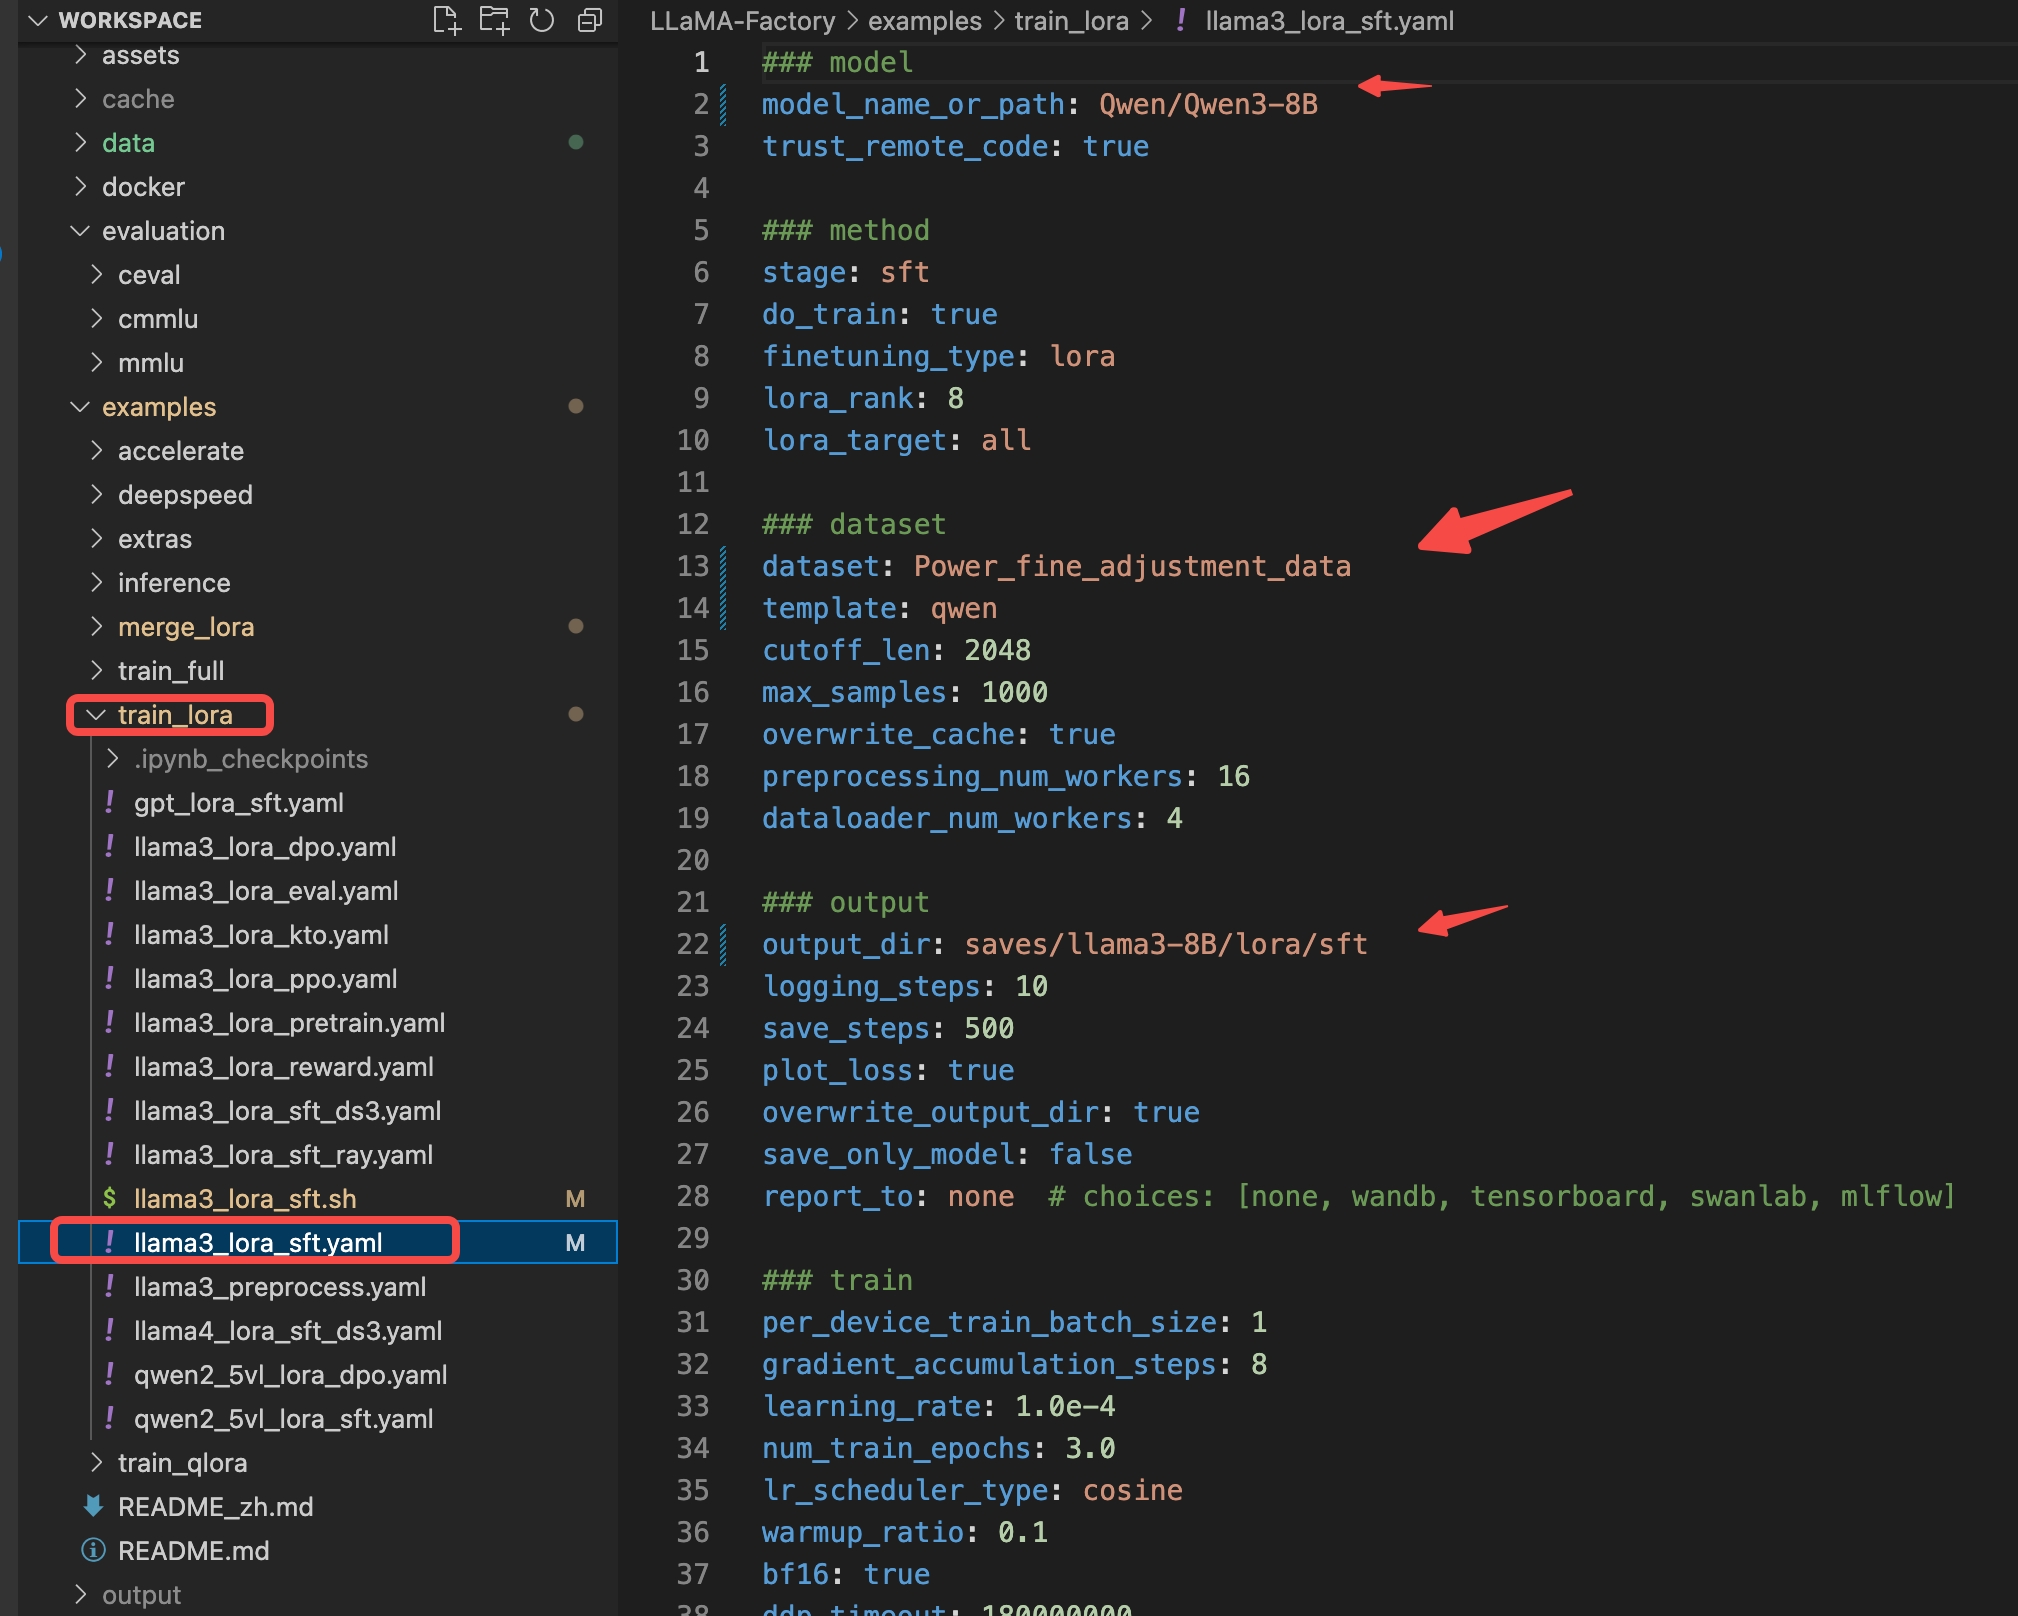 WORKSPACE
assets
cache
data
docker
evaluation
ceval
cmmlu
mmlu
examples
accelerate
deepspeed
extras
inference
merge_lora
train_full
train_lora
.ipynb_checkpoints
gpt_lora_sft.yaml
llama3_lora_dpo.yaml
llama3_lora_eval.yaml
llama3_lora_kto.yaml
llama3_lora_ppo.yaml
llama3_lora_pretrain.yaml
llama3_lora_reward.yaml
llama3_lora_sft_ds3.yaml
llama3_lora_sft_ray.yaml
$ llama3_lora_sft.sh M
llama3_lora_sft.yaml M
llama3_preprocess.yaml
llama4_lora_sft_ds3.yaml
qwen2_5vl_lora_dpo.yaml
qwen2_5vl_lora_sft.yaml
train_qlora
README_zh.md
README.md
output
LLaMA-Factory > examples > train_lora > ! llama3_lora_sft.yaml
1 ### model
2 model_name_or_path: Qwen/Qwen3-8B
3 trust_remote_code: true
4
5 ### method
6 stage: sft
7 do_train: true
8 finetuning_type: lora
9 lora_rank: 8
10 lora_target: all
11
12 ### dataset
13 dataset: Power_fine_adjustment_data
14 template: qwen
15 cutoff_len: 2048
16 max_samples: 1000
17 overwrite_cache: true
18 preprocessing_num_workers: 16
19 dataloader_num_workers: 4
20
21 ### output
22 output_dir: saves/llama3-8B/lora/sft
23 logging_steps: 10
24 save_steps: 500
25 plot_loss: true
26 overwrite_output_dir: true
27 save_only_model: false
28 report_to: none # choices: [none, wandb, tensorboard, swanlab, mlflow]
29
30 ### train
31 per_device_train_batch_size: 1
32 gradient_accumulation_steps: 8
33 learning_rate: 1.0e-4
34 num_train_epochs: 3.0
35 lr_scheduler_type: cosine
36 warmup_ratio: 0.1
37 bf16: true
38 ddp_timeout: 180000000